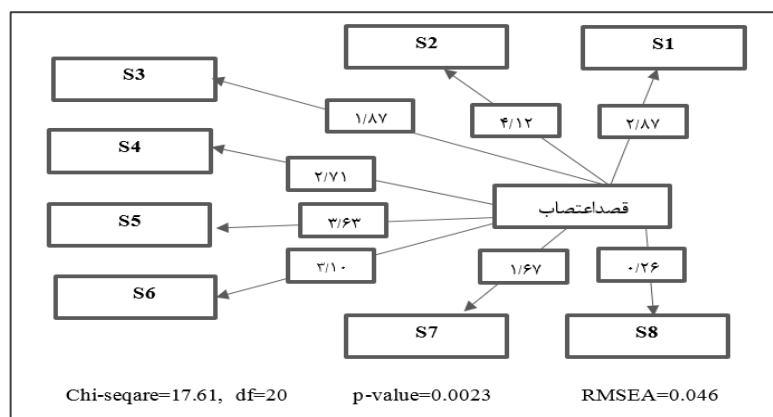 S2
S1
S3
۴/۱۲
۲/۸۷
۱/۸۷
S4
۲/۷۱
قصداعتصاب
S5
۳/۶۳
۳/۱۰
۱/۶۷
۰/۲۶
S6
S7
S8
Chi-seqare=17.61, df=20 p-value=0.0023 RMSEA=0.046